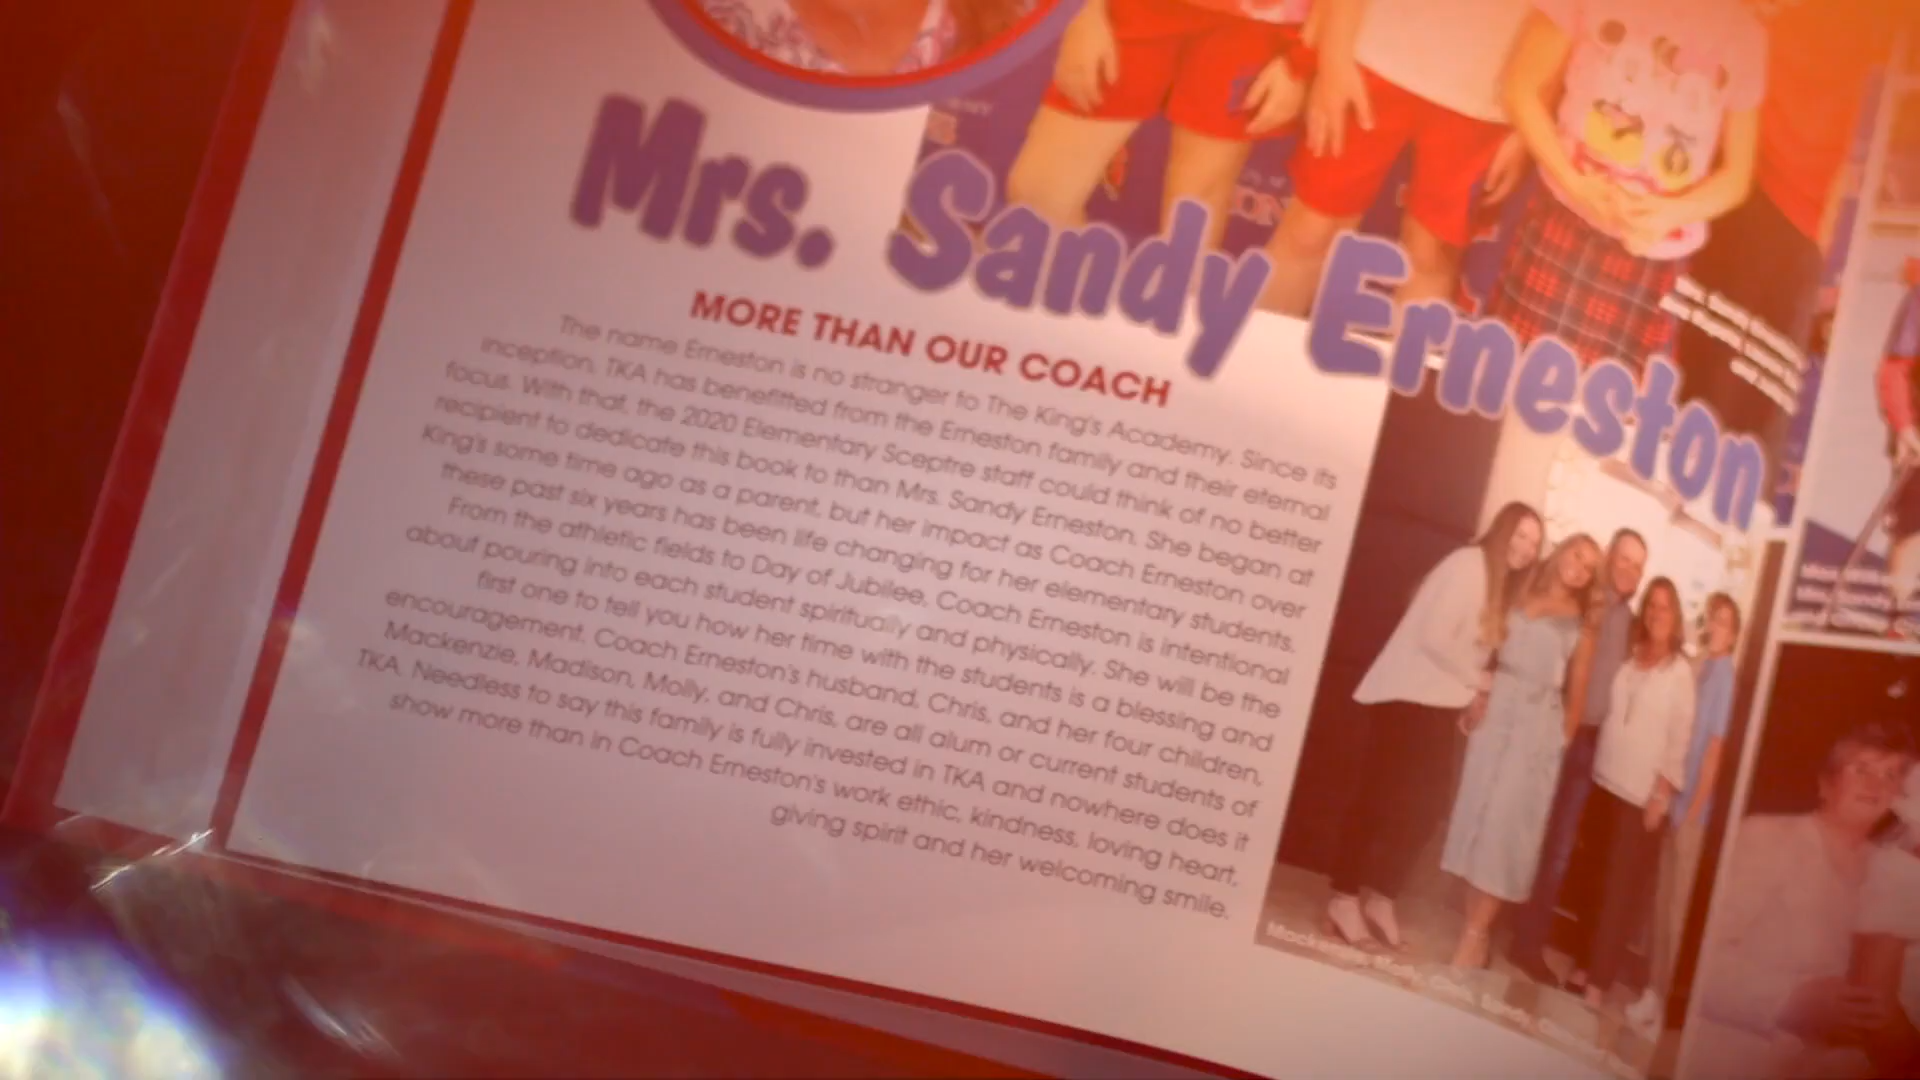 Mrs. Sandy Erneston
MORE THAN OUR COACH
The name Erneston is no stranger to The King's Academy. Since its
inception, TKA has benefitted from the Erneston family and their eternal
focus. With that, the 2020 Elementary Sceptre staff could think of no better
recipient to dedicate this book to than Mrs. Sandy Erneston. She began at
King's some time ago as a parent, but her impact as Coach Erneston over
these past six years has been life changing for her elementary students.
From the athletic fields to Day of Jubilee, Coach Erneston is intentional
about pouring into each student spiritually and physically. She will be the
first one to tell you how her time with the students is a blessing and
encouragement. Coach Erneston's husband, Chris, and her four children,
Mackenzie, Madison, Molly, and Chris, are all alum or current students of
TKA. Needless to say this family is fully invested in TKA and nowhere does it
show more than in Coach Erneston's work ethic, kindness, loving heart,
giving spirit and her welcoming smile.